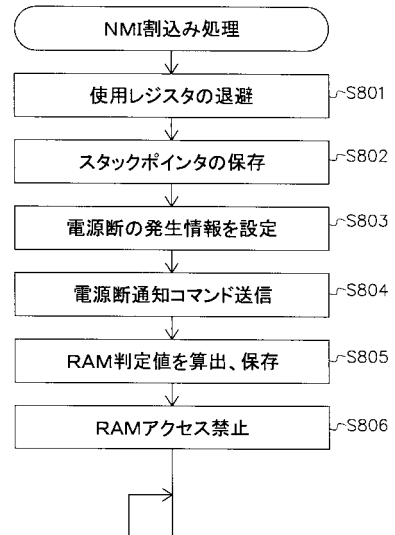 NMI割込み処理
使用レジスタの退避
S801
スタックポインタの保存
S802
電源断の発生情報を設定
S803
電源断通知コマンド送信
S804
RAM判定値を算出、保存
S805
RAMアクセス禁止
S806